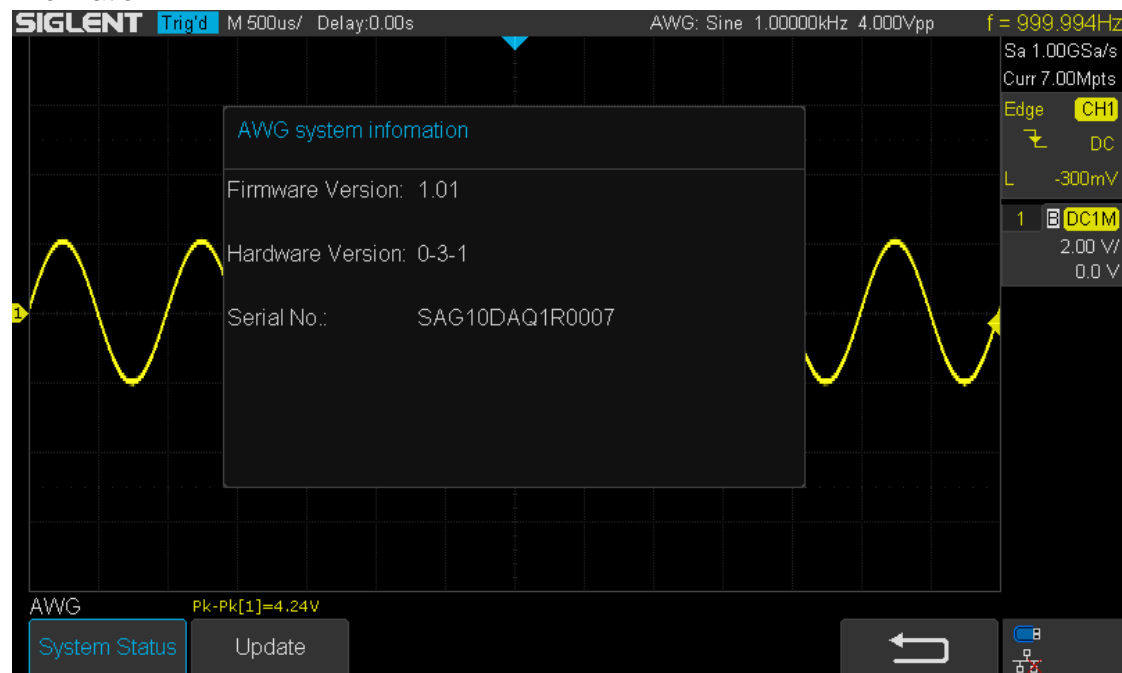 SIGLENT Trig'd M 500us/ Delay:0.00s AWG: Sine 1.00000kHz 4.000Vpp f = 999.994Hz
Sa 1.00GSa/s
Curr 7.00Mpts
Edge CH1
DC
L -300mV
1 B DC1M
2.00 V/
0.0 V
AWG system infomation
Firmware Version: 1.01
Hardware Version: 0-3-1
Serial No.: SAG10DAQ1R0007
1
AWG Pk-Pk[1]=4.24V
System Status Update